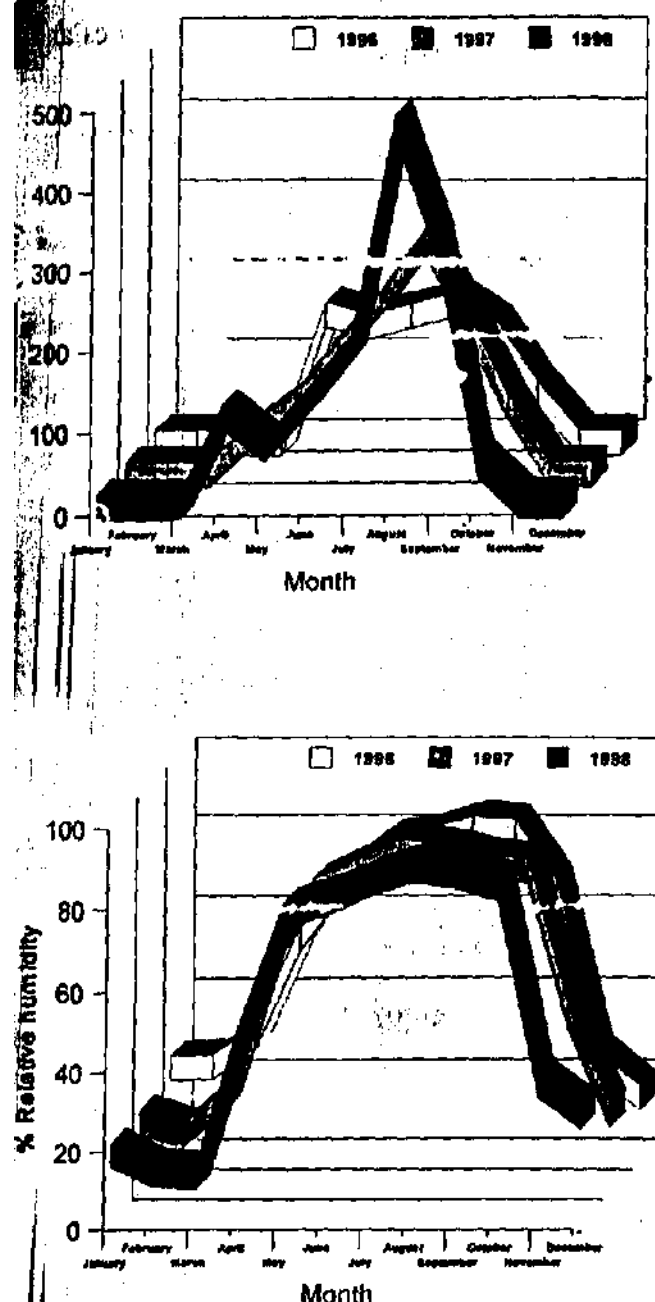 1996 1997 1998
500
400
300
200
100
0
February April June August October December
January March May July September November
Month
1996 1997 1998
100
80
60
40
20
0
% Relative humidity
February April June August October December
January March May July September November
Month